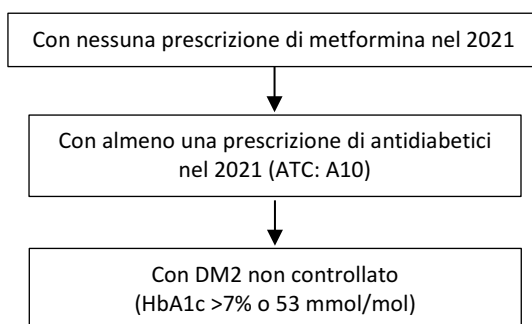 Con nessuna prescrizione di metformina nel 2021
Con almeno una prescrizione di antidiabetici
nel 2021 (ATC: A10)
Con DM2 non controllato
(HbA1c >7% o 53 mmol/mol)